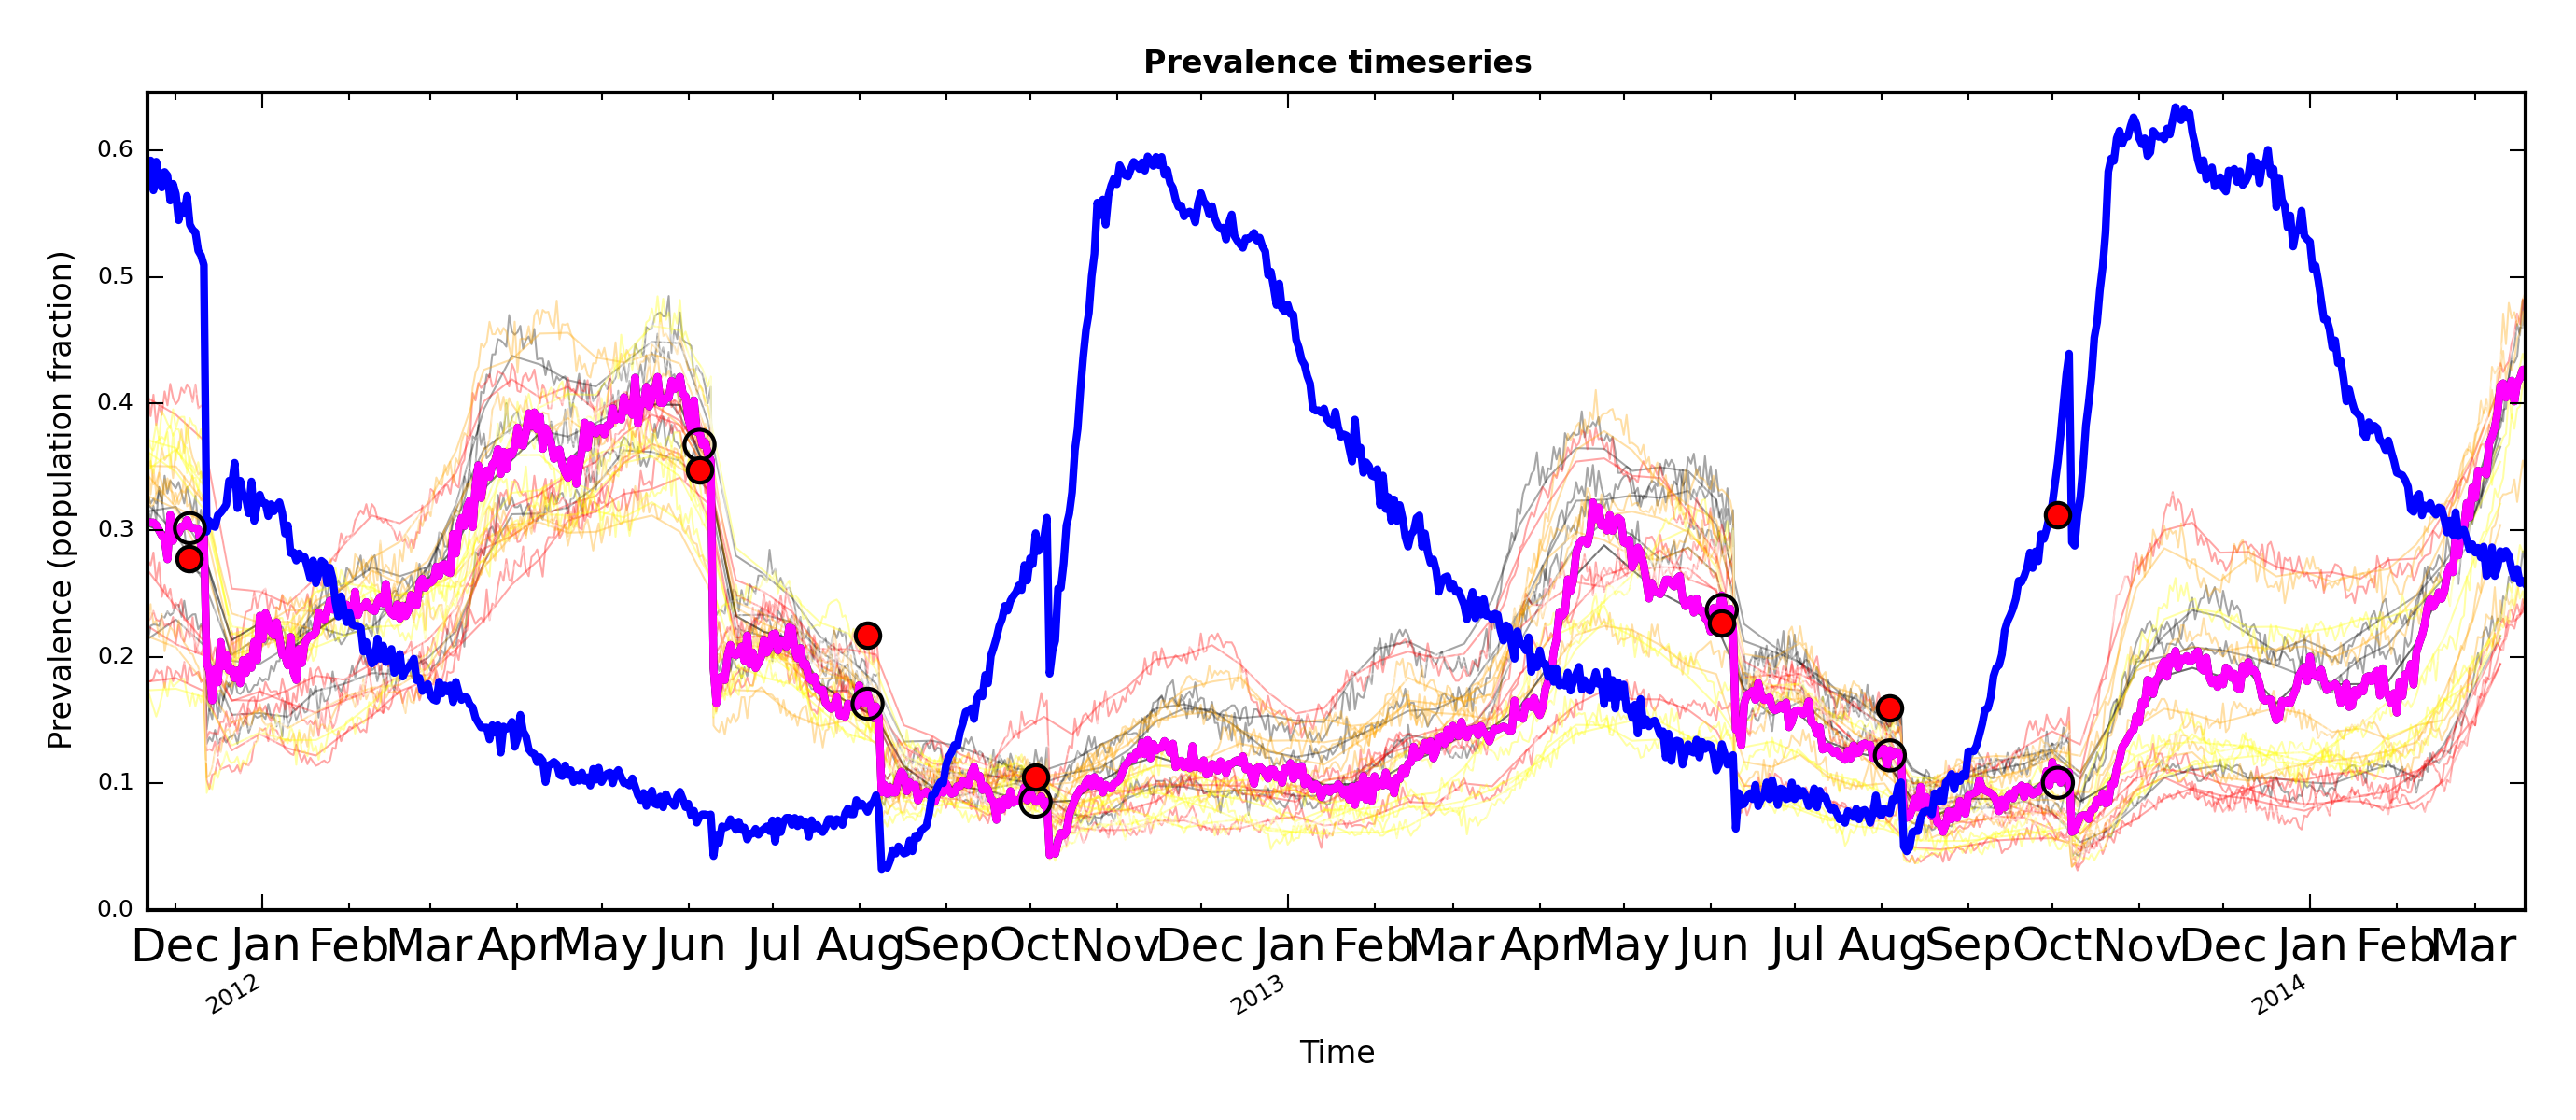 Prevalence timeseries
Prevalence (population fraction)
0.6
0.5
0.4
0.3
0.2
0.1
0.0
Dec Jan Feb Mar Apr May Jun Jul Aug Sep Oct Nov Dec Jan Feb Mar Apr May Jun Jul Aug Sep Oct Nov Dec Jan Feb Mar
2012 2013 2014
Time